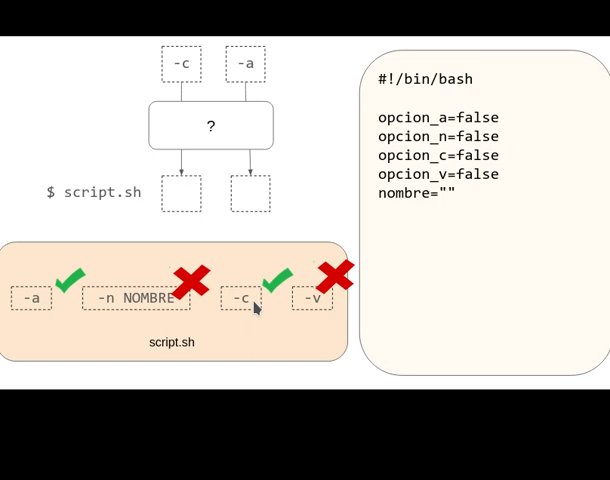 -c
-a
?
$ script.sh
-a
-n NOMBRE
-c
-v
script.sh
#!/bin/bash
opcion_a=false
opcion_n=false
opcion_c=false
opcion_v=false
nombre=""